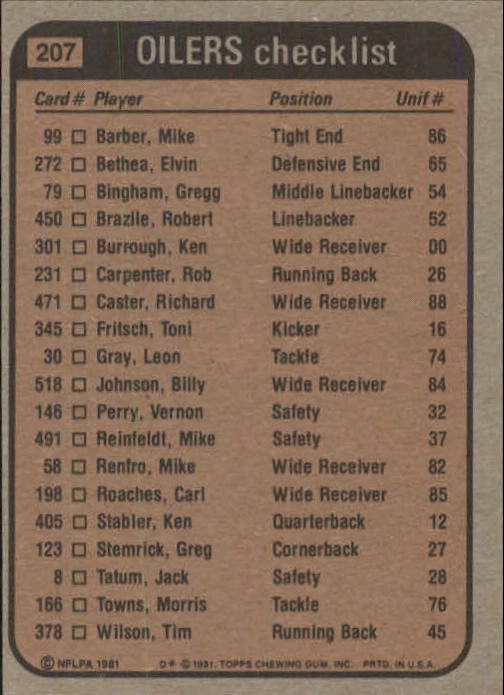 207 OILERS checklist
Card # Player Position Unif #
99 □ Barber, Mike Tight End 86
272 □ Bethea, Elvin Defensive End 65
79 □ Bingham, Gregg Middle Linebacker 54
450 □ Brazile, Robert Linebacker 52
301 □ Burrough, Ken Wide Receiver 00
231 □ Carpenter, Rob Running Back 26
471 □ Caster, Richard Wide Receiver 88
345 □ Fritsch, Toni Kicker 16
30 □ Gray, Leon Tackle 74
518 □ Johnson, Billy Wide Receiver 84
146 □ Perry, Vernon Safety 32
491 □ Reinfeldt, Mike Safety 37
58 □ Renfro, Mike Wide Receiver 82
198 □ Roaches, Carl Wide Receiver 85
405 □ Stabler, Ken Quarterback 12
123 □ Stemrick, Greg Cornerback 27
8 □ Tatum, Jack Safety 28
166 □ Towns, Morris Tackle 76
378 □ Wilson, Tim Running Back 45
© NFLPA 1981 D* © 1981, TOPPS CHEWING GUM, INC. PRTD. IN U.S.A.